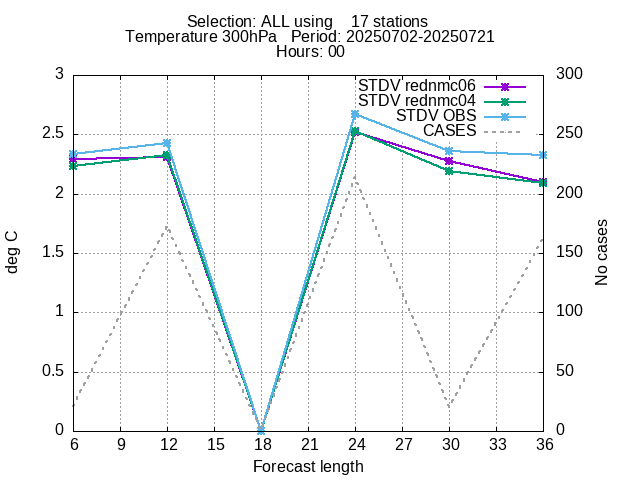 Selection: ALL using    17 stations
Temperature 300hPa   Period: 20250702-20250721
Hours: 00
STDV rednmc06
STDV rednmc04
STDV OBS
CASES
3
2.5
2
1.5
1
0.5
0
300
250
200
150
100
50
0
deg C
No cases
6 9 12 15 18 21 24 27 30 33 36
Forecast length